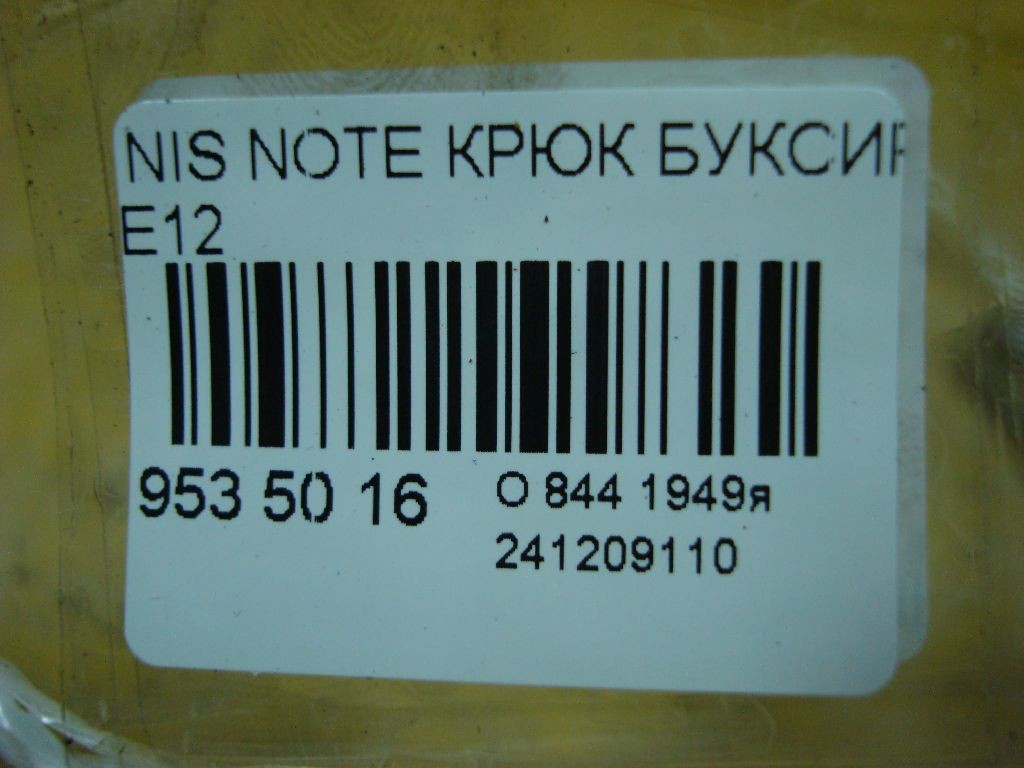 NIS NOTE КРЮК БУКСИР
E12
953 50 16
O 844 1949я
241209110